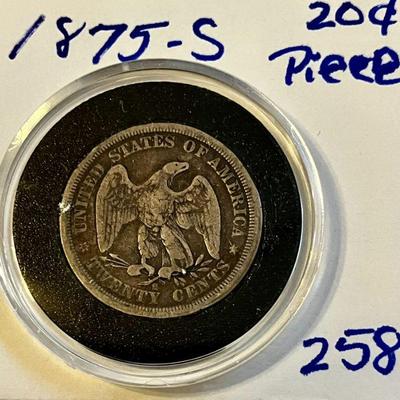 1875-S
20¢
Piece
UNITED STATES OF AMERICA
TWENTY CENTS
258